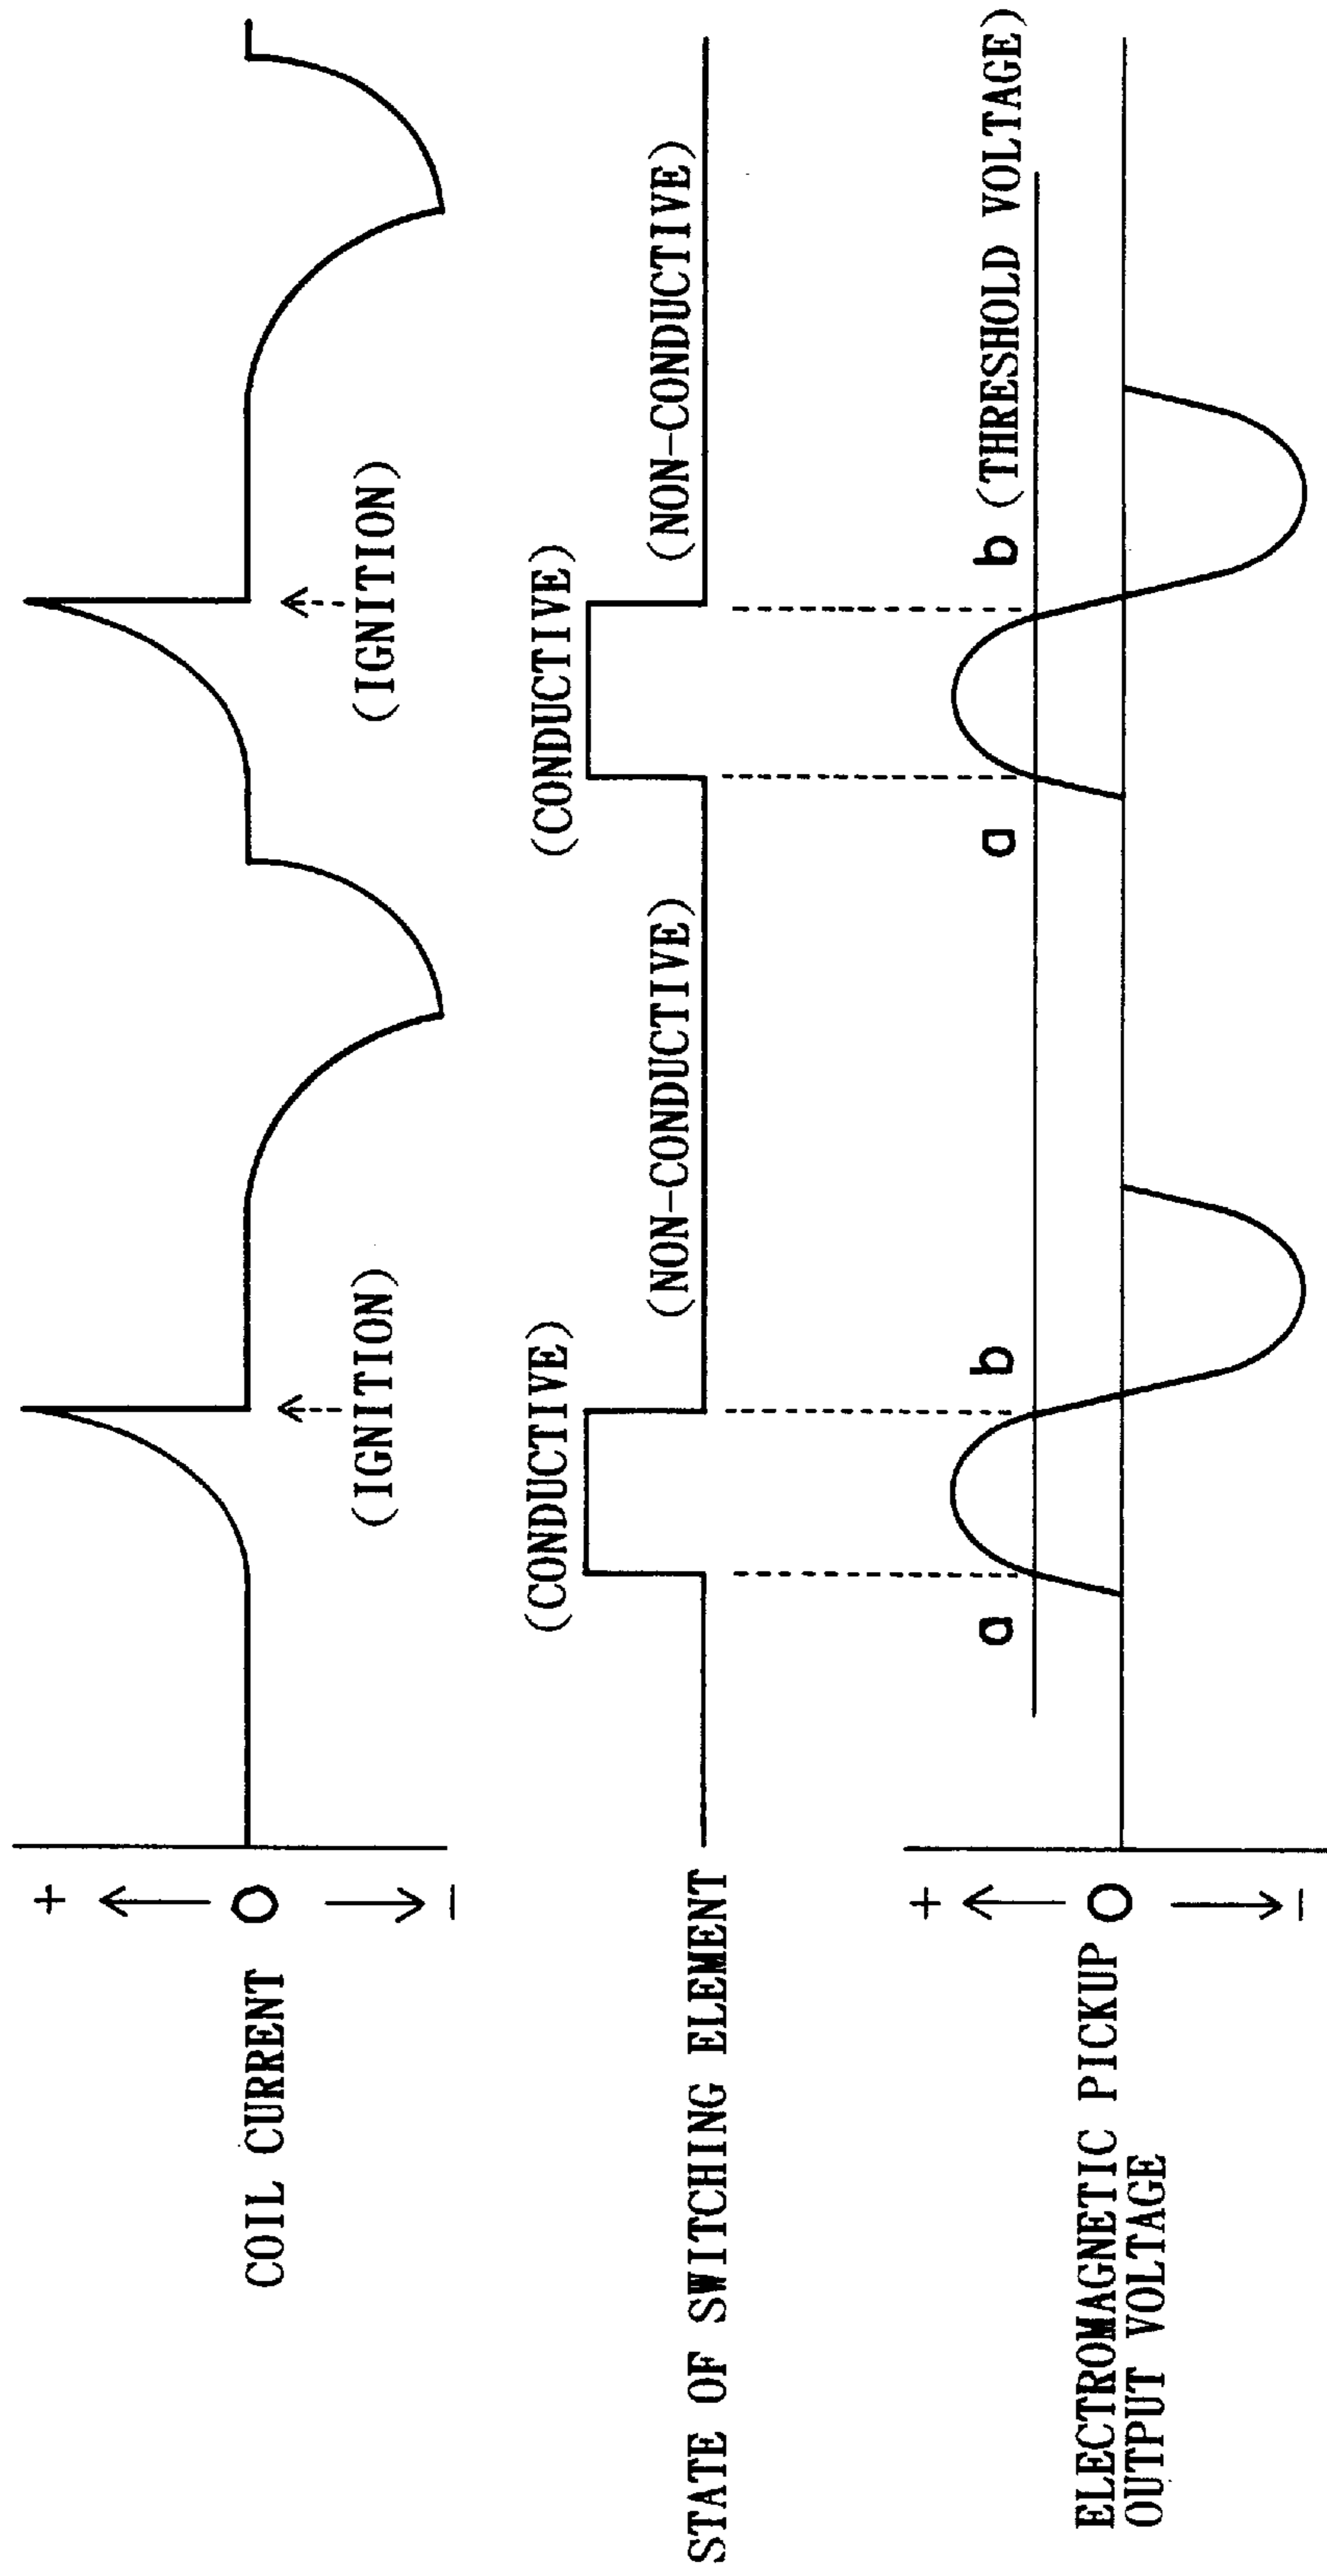 +
O
−
COIL CURRENT
(IGNITION)
(IGNITION)
STATE OF SWITCHING ELEMENT
(CONDUCTIVE)
(NON-CONDUCTIVE)
(CONDUCTIVE)
(NON-CONDUCTIVE)
+
O
−
ELECTROMAGNETIC PICKUP
OUTPUT VOLTAGE
a
b
a
b (THRESHOLD VOLTAGE)